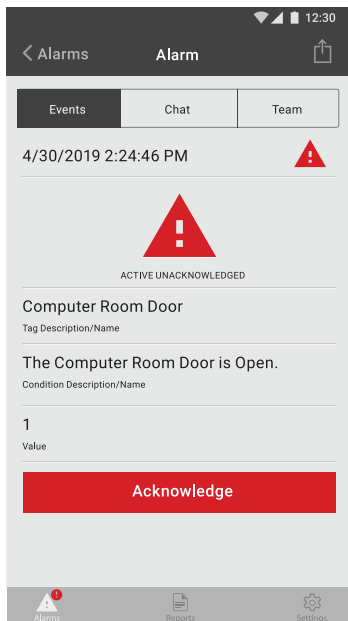 12:30
Alarms
Alarm
Events
Chat
Team
4/30/2019 2:24:46 PM
ACTIVE UNACKNOWLEDGED
Computer Room Door
Tag Description/Name
The Computer Room Door is Open.
Condition Description/Name
1
Value
Acknowledge
Alarms
Reports
Settings